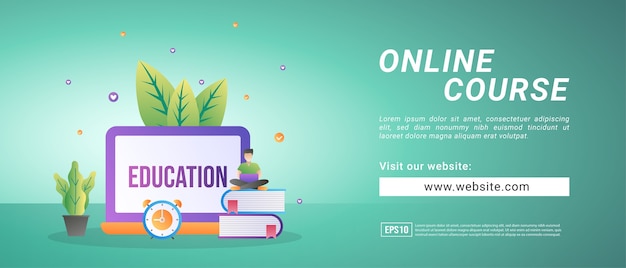 ONLINE
COURSE
Lorem ipsum dolor sit amet, consectetuer
adipiscing elit, sed diam nonummy nibh
euismod tincidunt ut laoreet dolore magna
aliquam erat volutpat.
Visit our website:
www.website.com
EDUCATION
EPS10